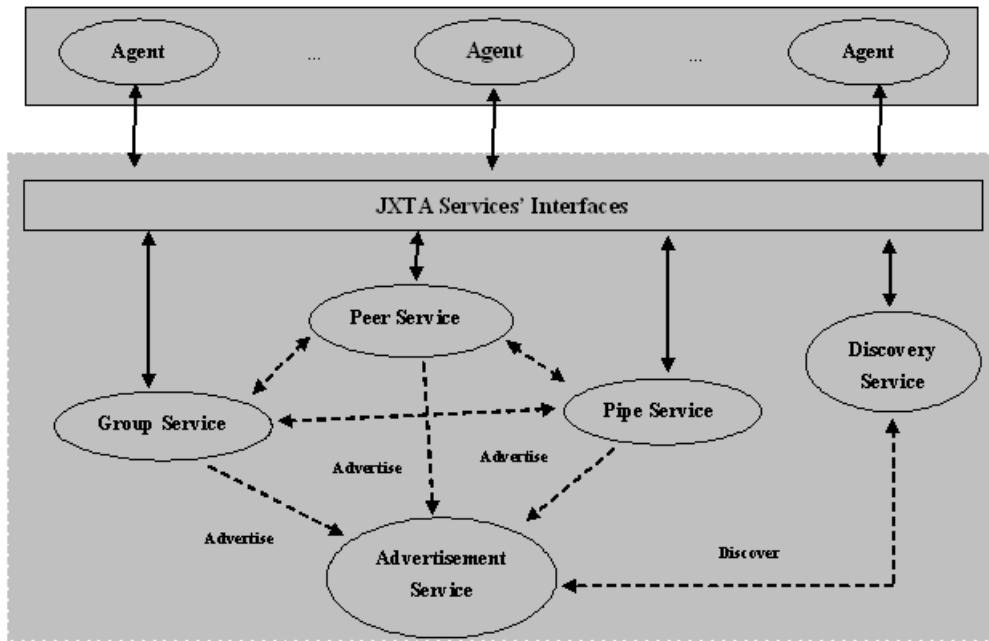 Agent
...
Agent
...
Agent
JXTA Services' Interfaces
Peer Service
Discovery
Service
Group Service
Pipe Service
Advertise
Advertise
Advertise
Discover
Advertisement
Service